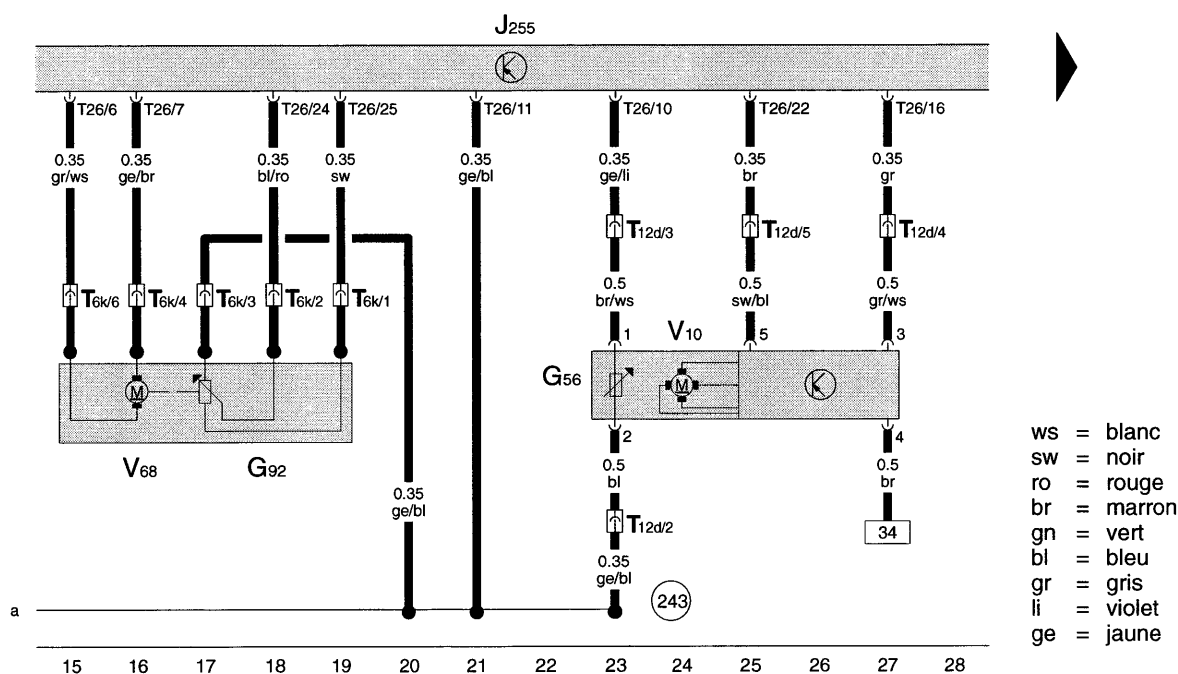 J255
T26/6 T26/7 T26/24 T26/25 T26/11 T26/10 T26/22 T26/16
0.35 0.35 0.35 0.35 0.35 0.35 0.35 0.35
gr/ws ge/br bl/ro sw ge/bl ge/li br gr
T12d/3 T12d/5 T12d/4
T6k/6 T6k/4 T6k/3 T6k/2 T6k/1
0.5 0.5 0.5
br/ws sw/bl gr/ws
1 V10 5 3
G56
M M
2 4
V68 G92
0.5 0.5
bl br
0.35
ge/bl
T12d/2
34
0.35
ge/bl
243
a
15 16 17 18 19 20 21 22 23 24 25 26 27 28
ws = blanc
sw = noir
ro = rouge
br = marron
gn = vert
bl = bleu
gr = gris
li = violet
ge = jaune